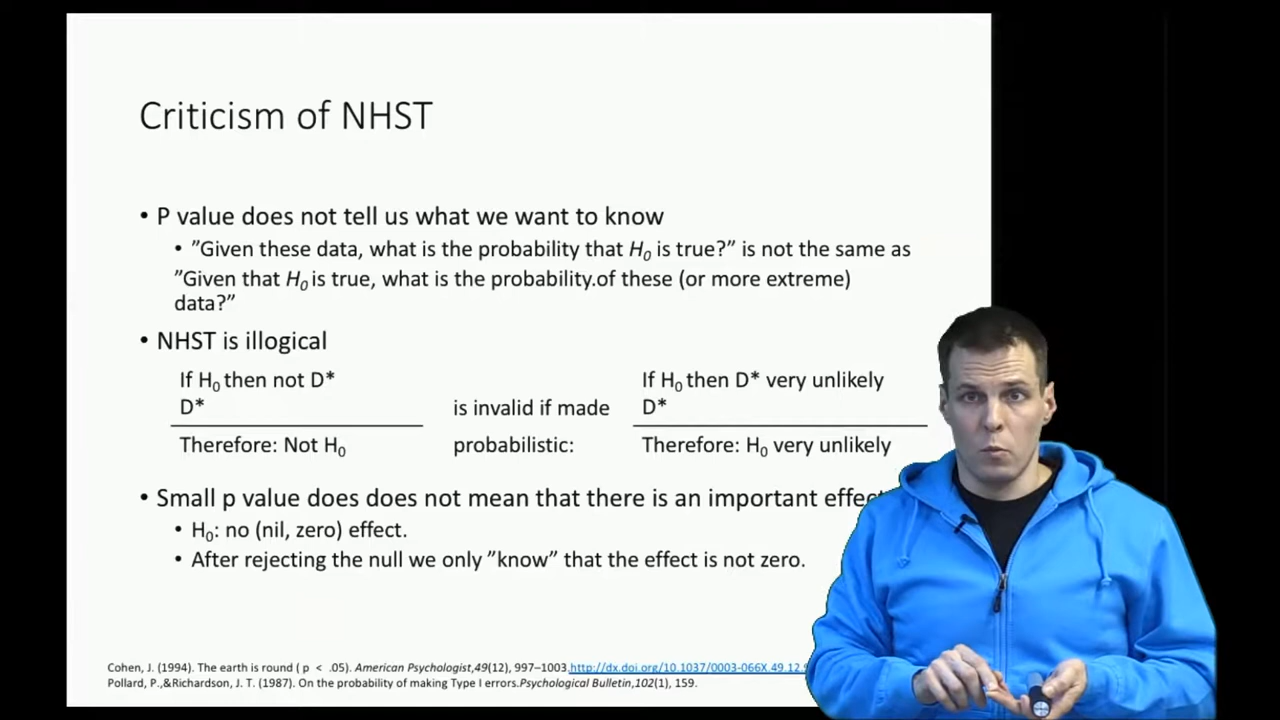 Criticism of NHST
• P value does not tell us what we want to know
• ”Given these data, what is the probability that H₀ is true?” is not the same as
”Given that H₀ is true, what is the probability.of these (or more extreme)
data?”
• NHST is illogical
If H₀ then not D*
D*
Therefore: Not H₀
is invalid if made
probabilistic:
If H₀ then D* very unlikely
D*
Therefore: H₀ very unlikely
• Small p value does does not mean that there is an important effec
• H₀: no (nil, zero) effect.
• After rejecting the null we only ”know” that the effect is not zero.
Cohen, J. (1994). The earth is round ( p < .05). American Psychologist,49(12), 997–1003.http://dx.doi.org/10.1037/0003-066X.49.12.9
Pollard, P.,&Richardson, J. T. (1987). On the probability of making Type I errors.Psychological Bulletin,102(1), 159.